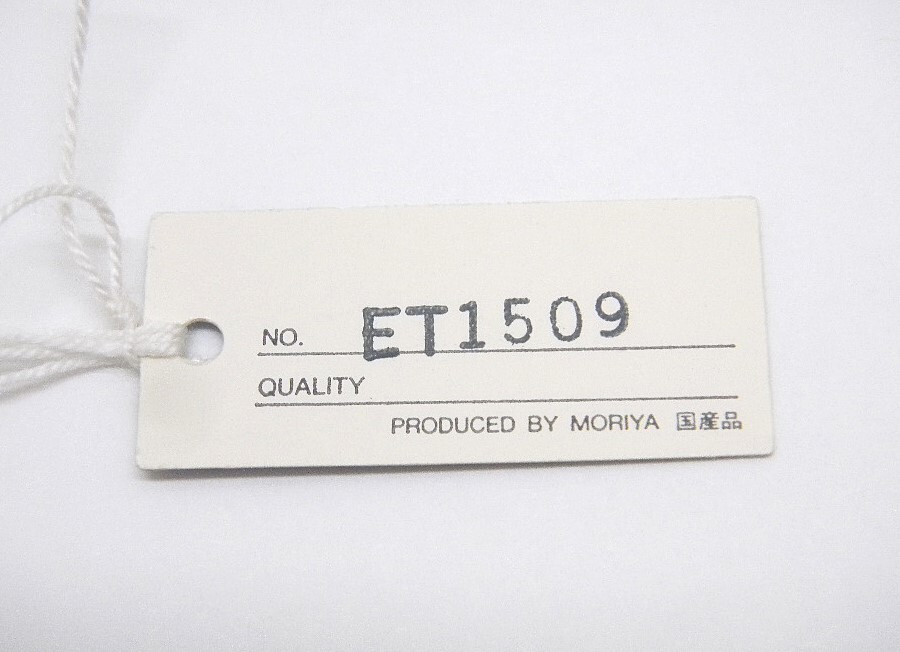 NO. ET1509
QUALITY
PRODUCED BY MORIYA 国産品